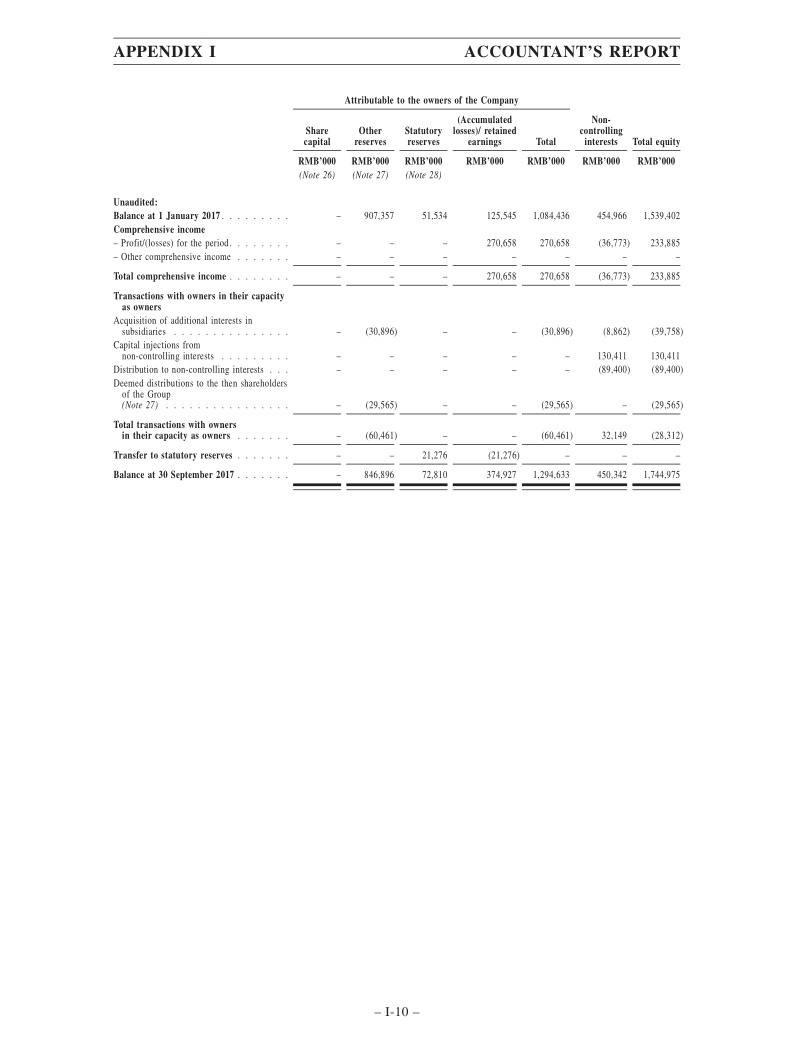 APPENDIX I ACCOUNTANT'S REPORT
Attributable to the owners of the Company
Share capital Other reserves Statutory reserves (Accumulated losses)/ retained earnings Total Non-controlling interests Total equity
RMB'000 RMB'000 RMB'000 RMB'000 RMB'000 RMB'000 RMB'000
(Note 26) (Note 27) (Note 28)
Unaudited:
Balance at 1 January 2017. . . . . . . . . – 907,357 51,534 125,545 1,084,436 454,966 1,539,402
Comprehensive income
– Profit/(losses) for the period. . . . . . . . – – – 270,658 270,658 (36,773) 233,885
– Other comprehensive income . . . . . . . – – – – – – –
Total comprehensive income . . . . . . . . – – – 270,658 270,658 (36,773) 233,885
Transactions with owners in their capacity
as owners
Acquisition of additional interests in
subsidiaries . . . . . . . . . . . . . . . – (30,896) – – (30,896) (8,862) (39,758)
Capital injections from
non-controlling interests . . . . . . . . . – – – – – 130,411 130,411
Distribution to non-controlling interests . . . – – – – – (89,400) (89,400)
Deemed distributions to the then shareholders
of the Group
(Note 27) . . . . . . . . . . . . . . . . – (29,565) – – (29,565) – (29,565)
Total transactions with owners
in their capacity as owners . . . . . . . – (60,461) – – (60,461) 32,149 (28,312)
Transfer to statutory reserves . . . . . . . – – 21,276 (21,276) – – –
Balance at 30 September 2017 . . . . . . . – 846,896 72,810 374,927 1,294,633 450,342 1,744,975
– I-10 –